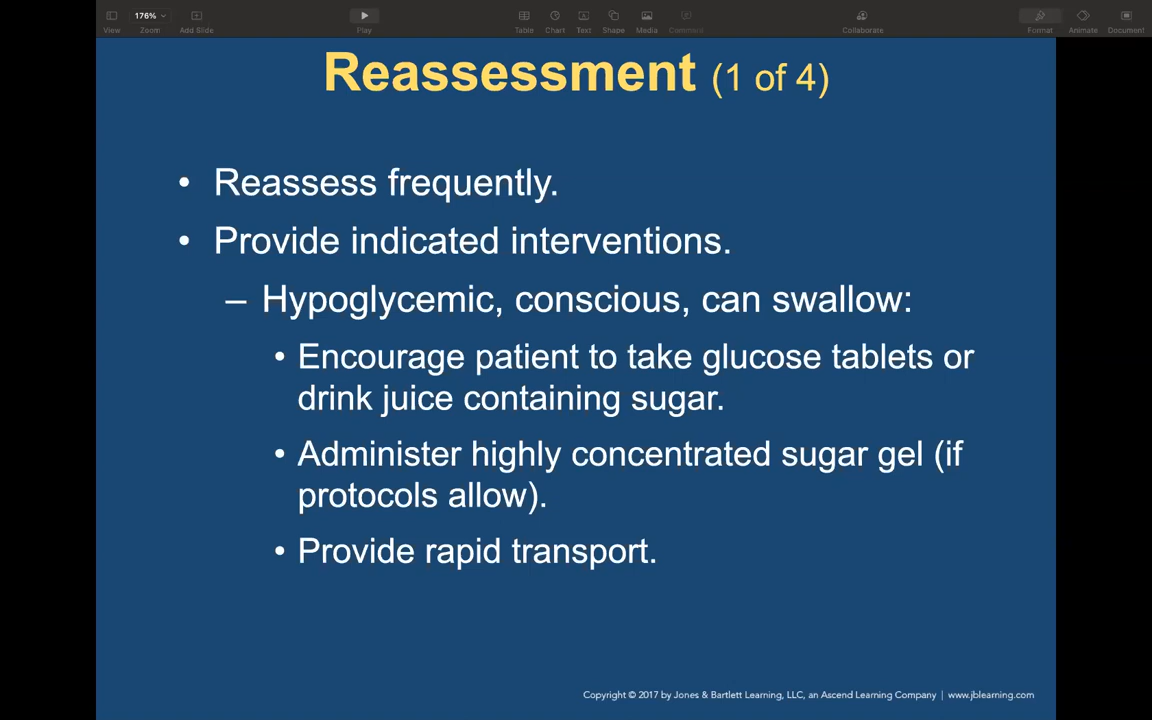 176%
View
Zoom
Add Slide
Play
Table
Chart
Text
Shape
Media
Comment
Collaborate
Format
Animate
Document
Reassessment (1 of 4)
• Reassess frequently.
• Provide indicated interventions.
– Hypoglycemic, conscious, can swallow:
• Encourage patient to take glucose tablets or
drink juice containing sugar.
• Administer highly concentrated sugar gel (if
protocols allow).
• Provide rapid transport.
Copyright © 2017 by Jones & Bartlett Learning, LLC, an Ascend Learning Company | www.jblearning.com